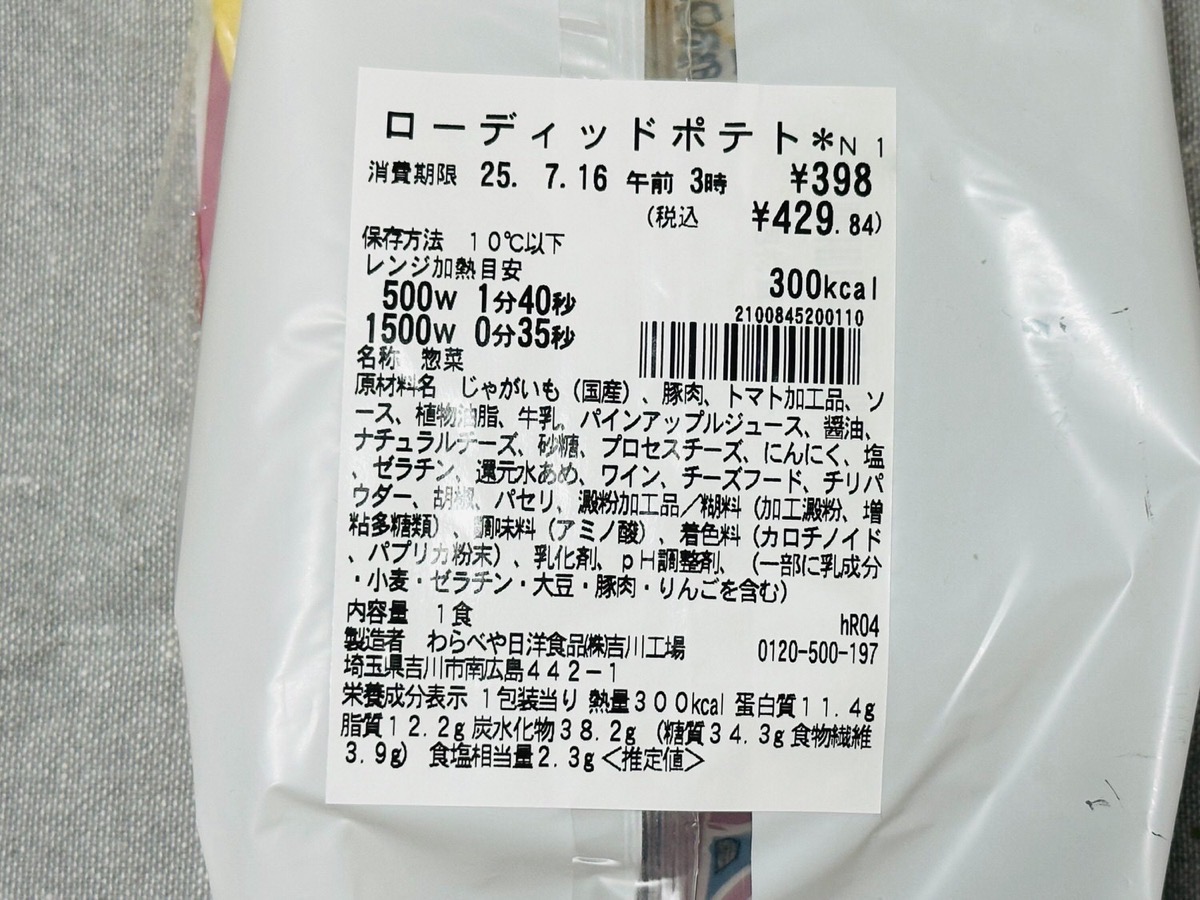 ローディッドポテト＊N 1
消費期限 25. 7.16 午前 3時 ¥398
(税込 ¥429.84)
保存方法 １０℃以下
レンジ加熱目安
300kcal
500W 1分40秒
2100845200110
1500W 0分35秒
名称 惣菜
原材料名 じゃがいも（国産）、豚肉、トマト加工品、ソ
ース、植物油脂、牛乳、パインアップルジュース、醤油、
ナチュラルチーズ、砂糖、プロセスチーズ、にんにく、塩
、ゼラチン、還元水あめ、ワイン、チーズフード、チリパ
ウダー、胡椒、パセリ、澱粉加工品／糊料（加工澱粉、増
粘多糖類）、調味料（アミノ酸）、着色料（カロチノイド
、パプリカ粉末）、乳化剤、ｐＨ調整剤、（一部に乳成分
・小麦・ゼラチン・大豆・豚肉・りんごを含む）
内容量 １食 hR04
製造者 わらべや日洋食品㈱吉川工場 0120-500-197
埼玉県吉川市南広島４４２－１
栄養成分表示 １包装当り 熱量３００kcal 蛋白質１１.４g
脂質１２.２g 炭水化物３８.２g （糖質３４.３g 食物繊維
３.９g） 食塩相当量２.３g＜推定値＞